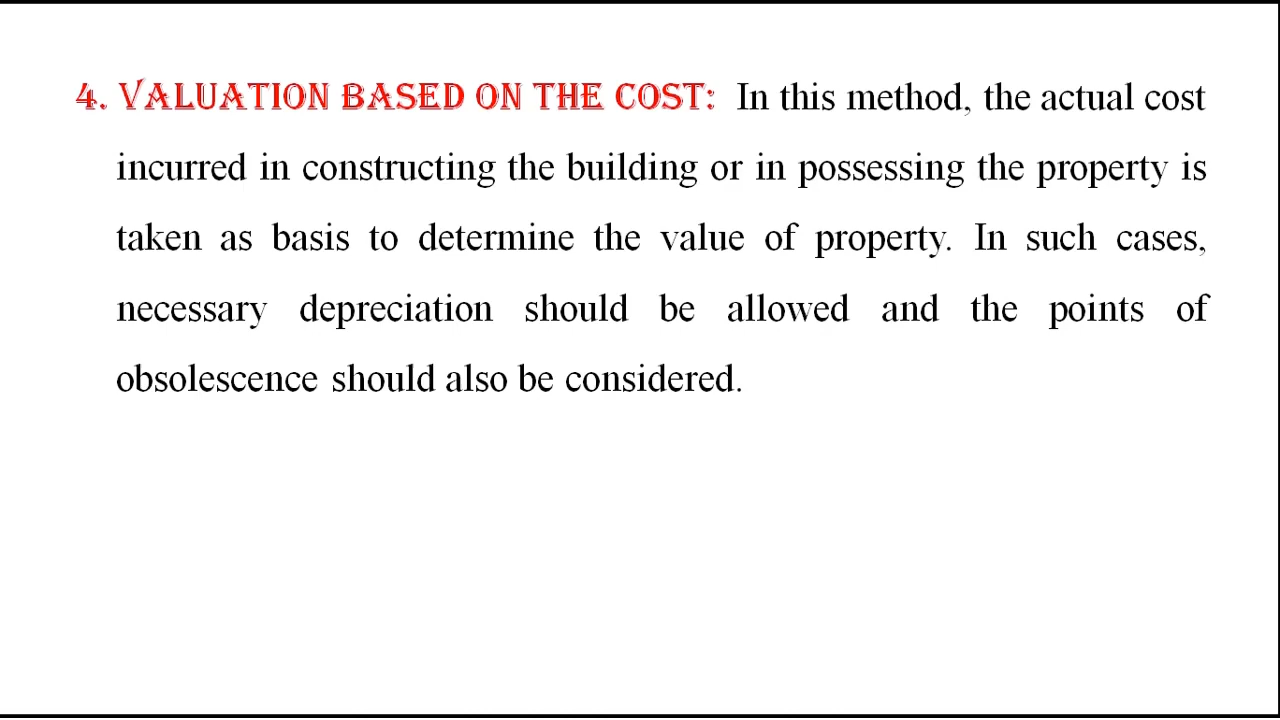 4. VALUATION BASED ON THE COST: In this method, the actual cost
incurred in constructing the building or in possessing the property is
taken as basis to determine the value of property. In such cases,
necessary depreciation should be allowed and the points of
obsolescence should also be considered.